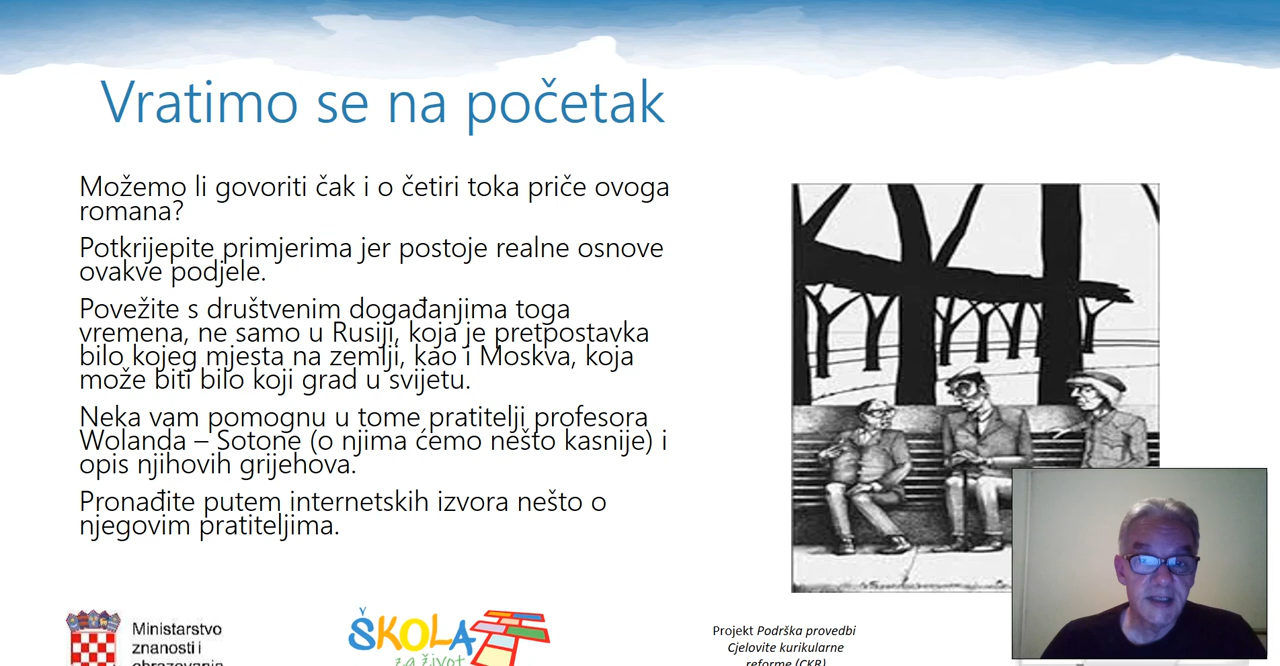 Vratimo se na početak
Možemo li govoriti čak i o četiri toka priče ovoga
romana?
Potkrijepite primjerima jer postoje realne osnove
ovakve podjele.
Povežite s društvenim događanjima toga
vremena, ne samo u Rusiji, koja je pretpostavka
bilo kojeg mjesta na zemlji, kao i Moskva, koja
može biti bilo koji grad u svijetu.
Neka vam pomognu u tome pratitelji profesora
Wolanda – Sotone (o njima ćemo nešto kasnije) i
opis njihovih grijehova.
Pronađite putem internetskih izvora nešto o
njegovim pratiteljima.
Ministarstvo
znanosti i
obrazovanja
ŠKOLA
za život
Projekt Podrška provedbi
Cjelovite kurikularne
reforme (CKR)